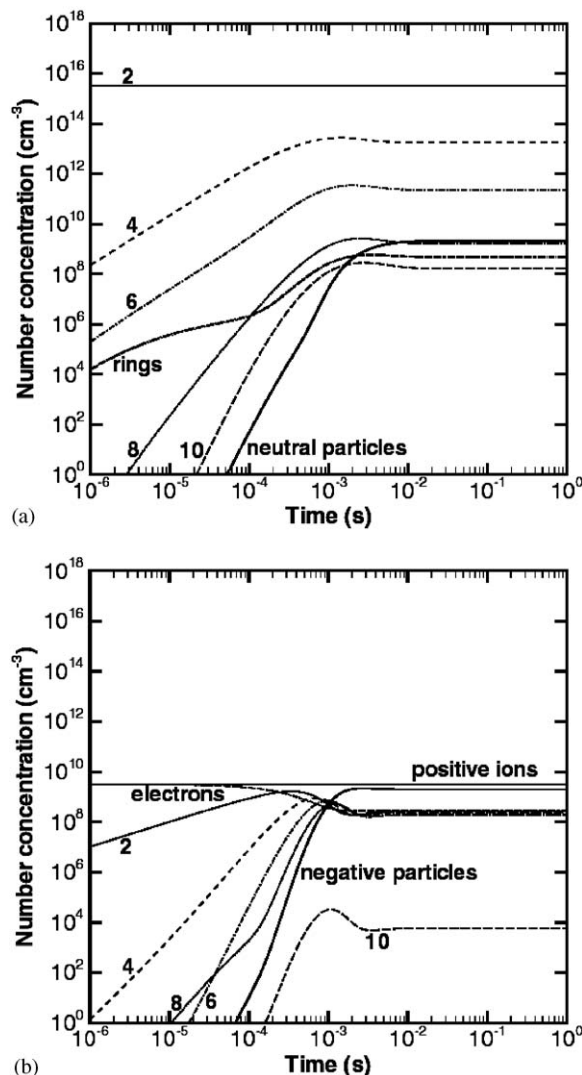 10^18
10^16
2
10^14
10^12
4
10^10
6
10^8
10^6
rings
10^4
10^2
8
10
neutral particles
10^0
10^-6 10^-5 10^-4 10^-3 10^-2 10^-1 10^0
Number concentration (cm^-3)
(a)
Time (s)
10^18
10^16
10^14
10^12
10^10
positive ions
electrons
10^8
2
10^6
negative particles
10^4
4
10
10^2
8
6
10^0
10^-6 10^-5 10^-4 10^-3 10^-2 10^-1 10^0
Number concentration (cm^-3)
(b)
Time (s)